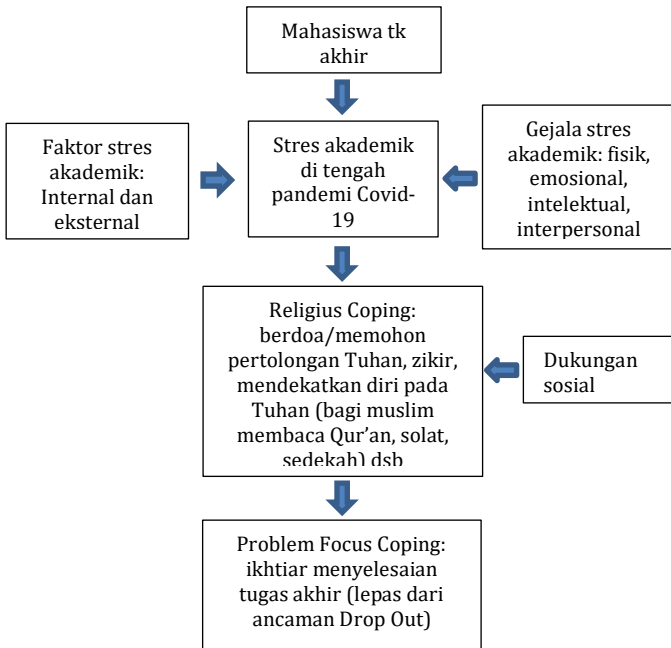 Mahasiswa tk
akhir
Faktor stres
akademik:
Internal dan
eksternal
Stres akademik
di tengah
pandemi Covid-
19
Gejala stres
akademik: fisik,
emosional,
intelektual,
interpersonal
Religius Coping:
berdoa/memohon
pertolongan Tuhan, zikir,
mendekatkan diri pada
Tuhan (bagi muslim
membaca Qur’an, solat,
sedekah) dsb
Dukungan
sosial
Problem Focus Coping:
ikhtiar menyelesaian
tugas akhir (lepas dari
ancaman Drop Out)